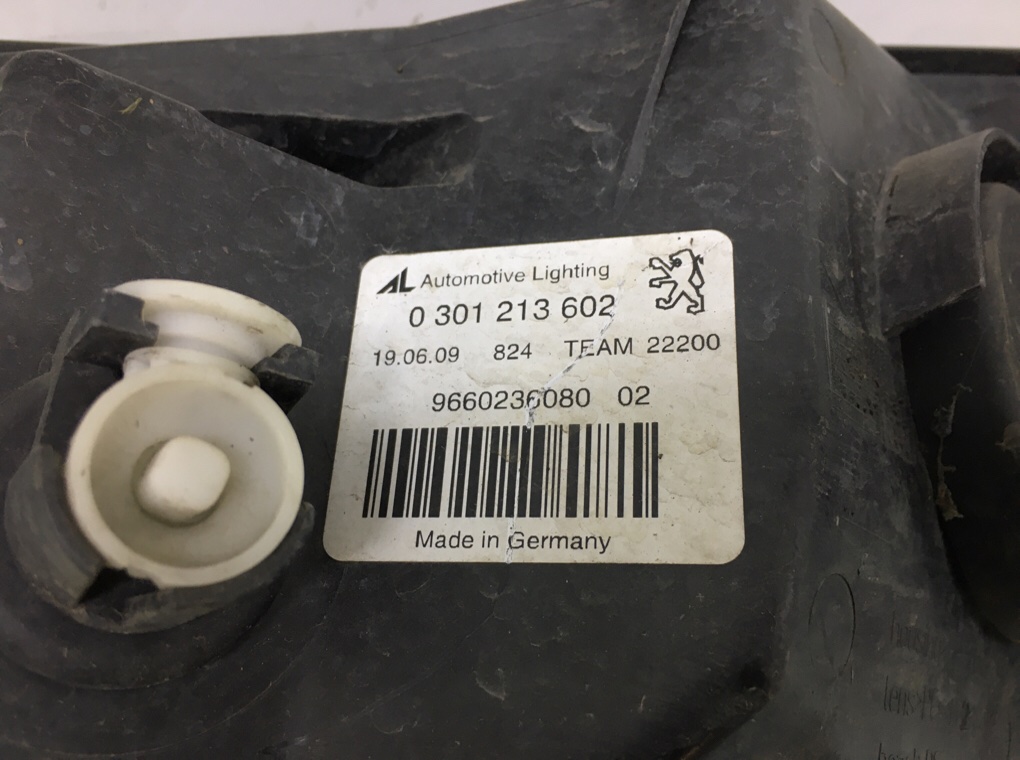 AL Automotive Lighting
0 301 213 602
19.06.09 824 TEAM 22200
9660236080 02
Made in Germany